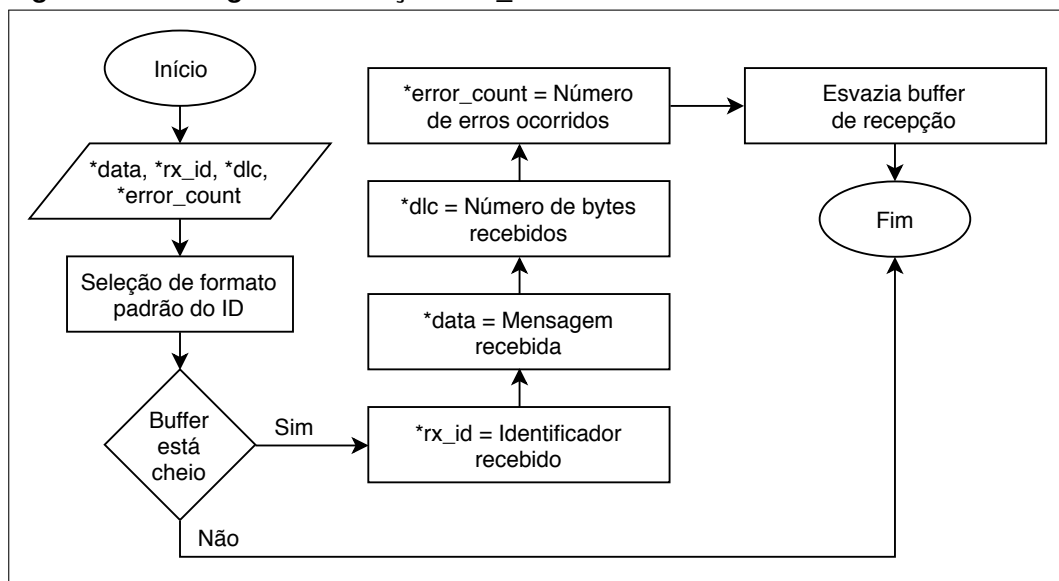 Início
*data, *rx_id, *dlc,
*error_count
Seleção de formato
padrão do ID
Buffer
está
cheio
Sim
Não
*rx_id = Identificador
recebido
*data = Mensagem
recebida
*dlc = Número de bytes
recebidos
*error_count = Número
de erros ocorridos
Esvazia buffer
de recepção
Fim